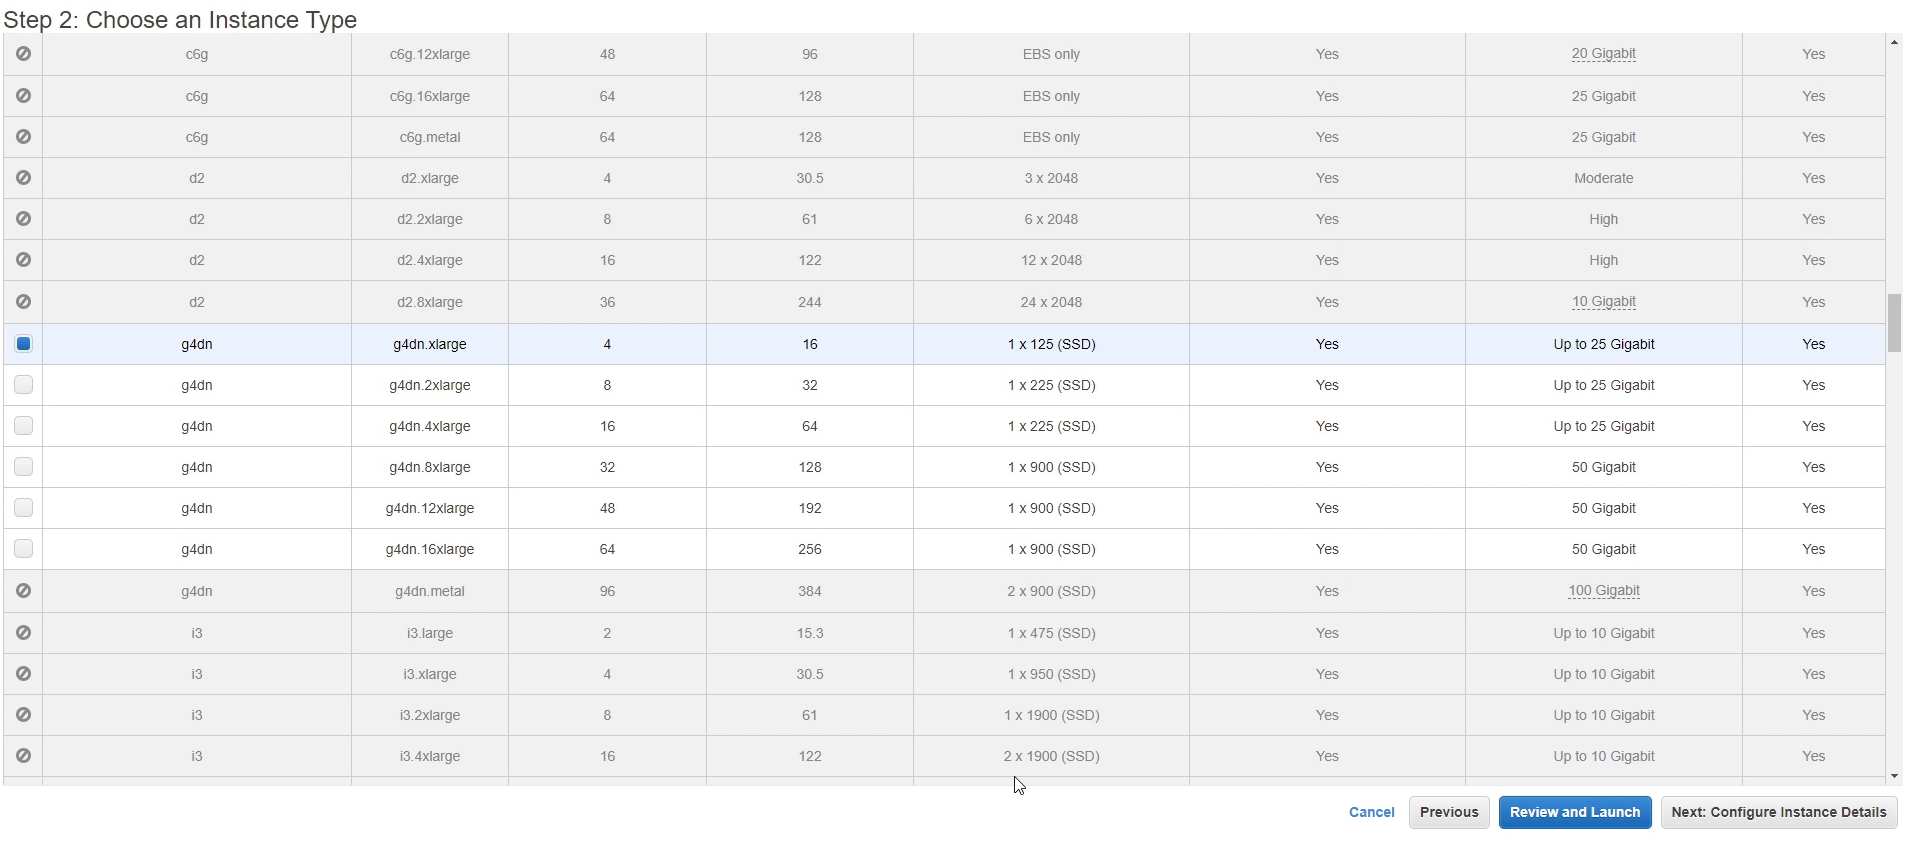 Step 2: Choose an Instance Type
c6g c6g.12xlarge 48 96 EBS only Yes 20 Gigabit Yes
c6g c6g.16xlarge 64 128 EBS only Yes 25 Gigabit Yes
c6g c6g.metal 64 128 EBS only Yes 25 Gigabit Yes
d2 d2.xlarge 4 30.5 3 x 2048 Yes Moderate Yes
d2 d2.2xlarge 8 61 6 x 2048 Yes High Yes
d2 d2.4xlarge 16 122 12 x 2048 Yes High Yes
d2 d2.8xlarge 36 244 24 x 2048 Yes 10 Gigabit Yes
g4dn g4dn.xlarge 4 16 1 x 125 (SSD) Yes Up to 25 Gigabit Yes
g4dn g4dn.2xlarge 8 32 1 x 225 (SSD) Yes Up to 25 Gigabit Yes
g4dn g4dn.4xlarge 16 64 1 x 225 (SSD) Yes Up to 25 Gigabit Yes
g4dn g4dn.8xlarge 32 128 1 x 900 (SSD) Yes 50 Gigabit Yes
g4dn g4dn.12xlarge 48 192 1 x 900 (SSD) Yes 50 Gigabit Yes
g4dn g4dn.16xlarge 64 256 1 x 900 (SSD) Yes 50 Gigabit Yes
g4dn g4dn.metal 96 384 2 x 900 (SSD) Yes 100 Gigabit Yes
i3 i3.large 2 15.3 1 x 475 (SSD) Yes Up to 10 Gigabit Yes
i3 i3.xlarge 4 30.5 1 x 950 (SSD) Yes Up to 10 Gigabit Yes
i3 i3.2xlarge 8 61 1 x 1900 (SSD) Yes Up to 10 Gigabit Yes
i3 i3.4xlarge 16 122 2 x 1900 (SSD) Yes Up to 10 Gigabit Yes
Cancel Previous Review and Launch Next: Configure Instance Details